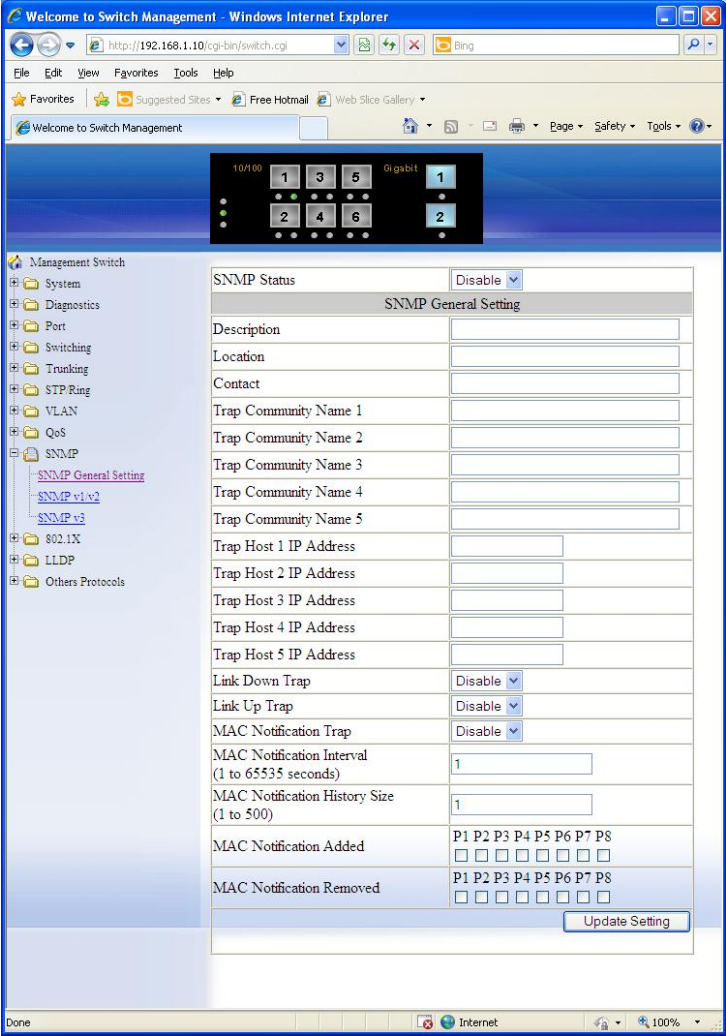 Welcome to Switch Management - Windows Internet Explorer
http://192.168.1.10/cgi-bin/switch.cgi
Bing
File Edit View Favorites Tools Help
Favorites Suggested Sites Free Hotmail Web Slice Gallery
Welcome to Switch Management
Page Safety Tools
10/100 1 3 5 Gigabit 1
2 4 6 2
Management Switch
System
Diagnostics
Port
Switching
Trunking
STP/Ring
VLAN
QoS
SNMP
SNMP General Setting
SNMP v1/v2
SNMP v3
802.1X
LLDP
Others Protocols
SNMP Status Disable
SNMP General Setting
Description
Location
Contact
Trap Community Name 1
Trap Community Name 2
Trap Community Name 3
Trap Community Name 4
Trap Community Name 5
Trap Host 1 IP Address
Trap Host 2 IP Address
Trap Host 3 IP Address
Trap Host 4 IP Address
Trap Host 5 IP Address
Link Down Trap Disable
Link Up Trap Disable
MAC Notification Trap Disable
MAC Notification Interval
(1 to 65535 seconds)
1
MAC Notification History Size
(1 to 500)
1
MAC Notification Added
P1 P2 P3 P4 P5 P6 P7 P8
MAC Notification Removed
P1 P2 P3 P4 P5 P6 P7 P8
Update Setting
Done Internet 100%